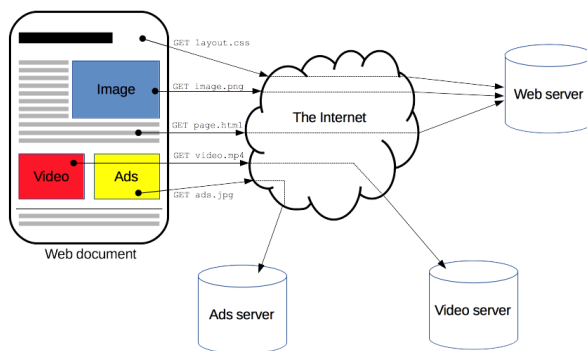 GET layout.css
Image
GET image.png
The Internet
Web server
GET page.html
Video
Ads
GET video.mp4
GET ads.jpg
Web document
Ads server
Video server